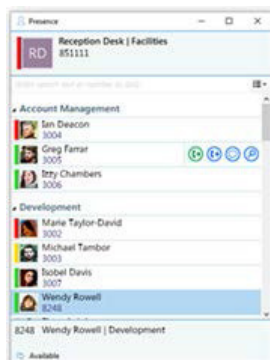 Presence
RD
Reception Desk | Facilities
851111
Account Management
Ian Deacon
3004
Greg Farrar
3005
Izzy Chambers
3006
Development
Marie Taylor-David
3002
Michael Tambor
3003
Isobel Davis
3007
Wendy Rowell
8248
8248 Wendy Rowell | Development
Available